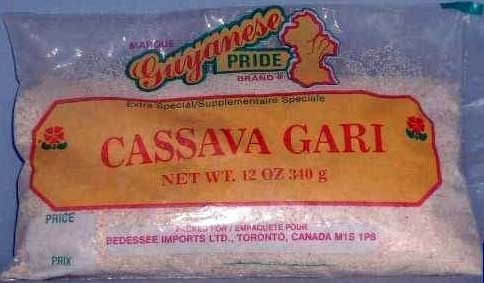 MARQUE
Guyanese
PRIDE
BRAND ®
Extra Special/Supplementaire Speciale
CASSAVA GARI
NET WT. 12 OZ 340 g
PRICE
PACKED FOR / EMPAQUETE POUR
BEDESSEE IMPORTS LTD., TORONTO, CANADA M1S 1P8
PRIX